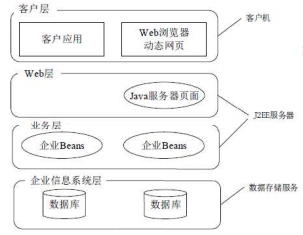 客户层
客户机
客户应用
Web浏览器
动态网页
Web层
Java服务器页面
J2EE服务器
业务层
企业Beans
企业Beans
企业信息系统层
数据存储服务
数据库
数据库